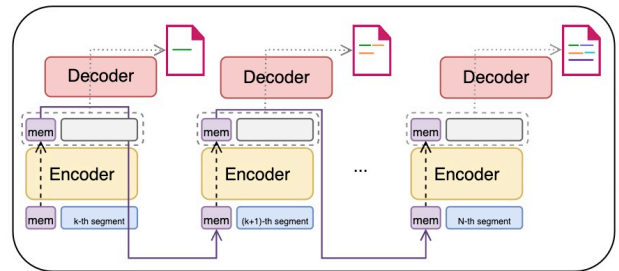 Decoder
Decoder
Decoder
mem
mem
mem
Encoder
Encoder
...
Encoder
mem
k-th segment
mem
(k+1)-th segment
mem
N-th segment